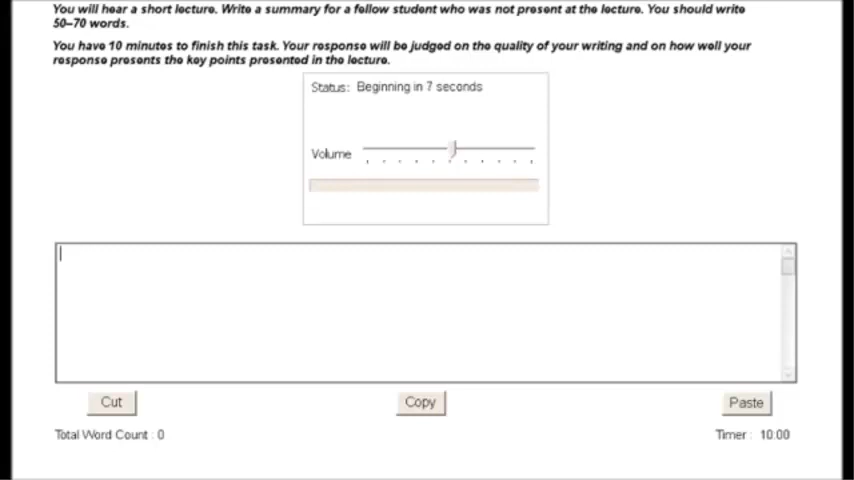 You will hear a short lecture. Write a summary for a fellow student who was not present at the lecture. You should write
50–70 words.
You have 10 minutes to finish this task. Your response will be judged on the quality of your writing and on how well your
response presents the key points presented in the lecture.
Status: Beginning in 7 seconds
Volume
Cut Copy Paste
Total Word Count : 0 Timer : 10:00